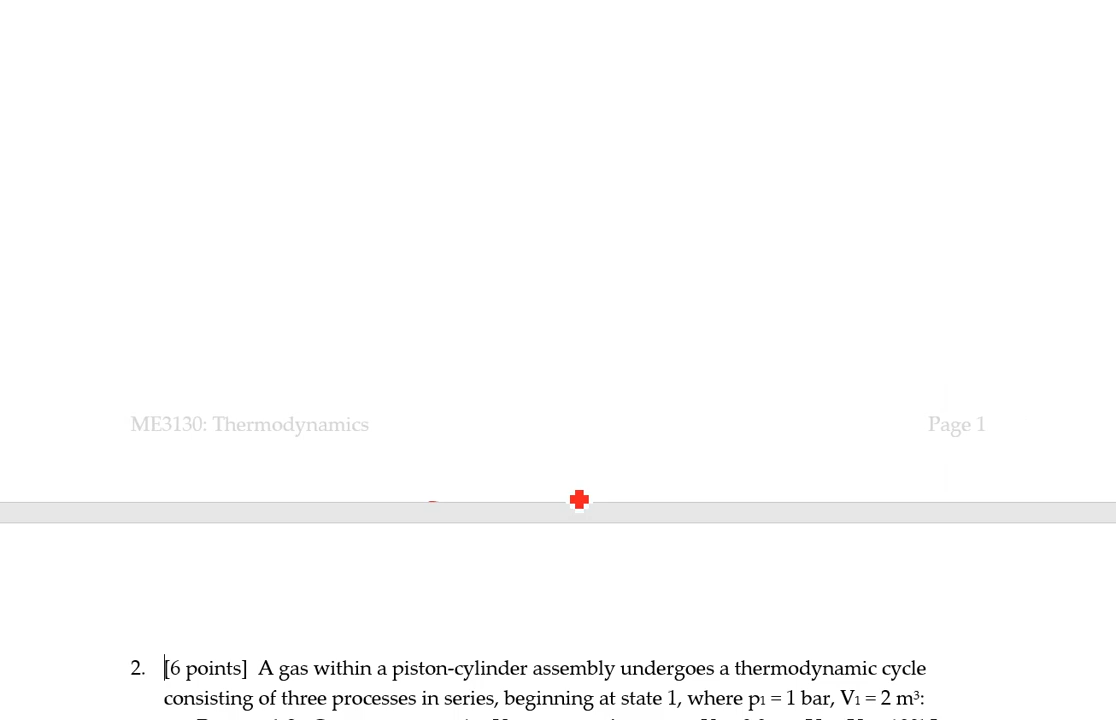 ME3130: Thermodynamics Page 1
2. [6 points] A gas within a piston-cylinder assembly undergoes a thermodynamic cycle
consisting of three processes in series, beginning at state 1, where p₁ = 1 bar, V₁ = 2 m³: